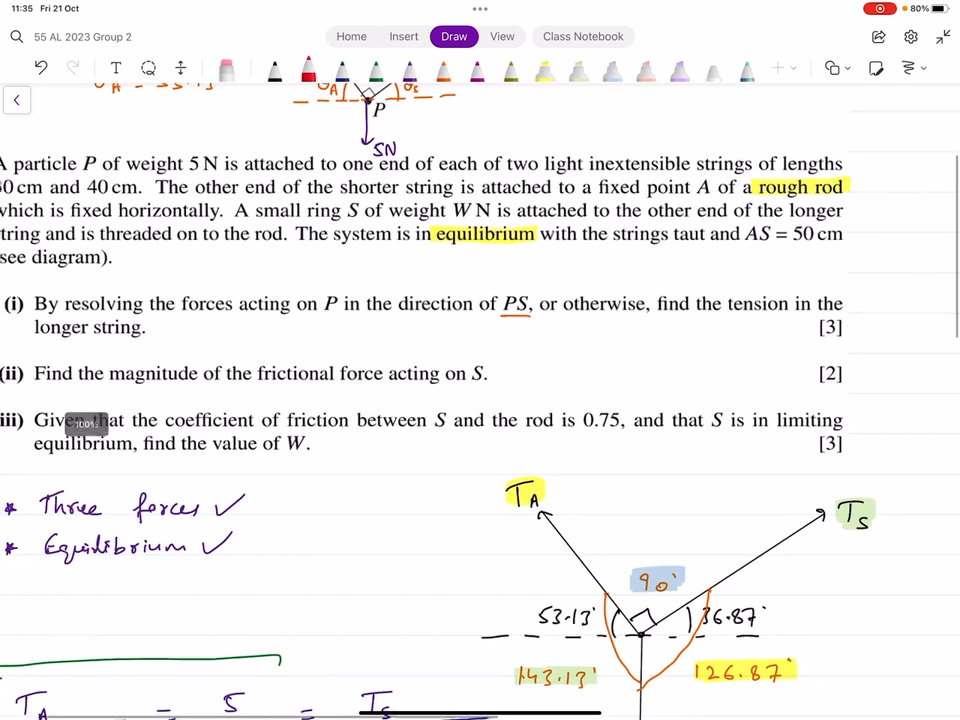 11:35 Fri 21 Oct
80%
55 AL 2023 Group 2
Home Insert Draw View Class Notebook
P
5N
A particle P of weight 5 N is attached to one end of each of two light inextensible strings of lengths
0 cm and 40 cm. The other end of the shorter string is attached to a fixed point A of a rough rod
which is fixed horizontally. A small ring S of weight W N is attached to the other end of the longer
tring and is threaded on to the rod. The system is in equilibrium with the strings taut and AS = 50 cm
see diagram).
(i) By resolving the forces acting on P in the direction of PS, or otherwise, find the tension in the
longer string. [3]
(ii) Find the magnitude of the frictional force acting on S. [2]
iii) Given that the coefficient of friction between S and the rod is 0.75, and that S is in limiting
equilibrium, find the value of W. [3]
100%
* Three forces ✓
* Equilibrium ✓
T_A
T_S
90°
53.13°
36.87°
143.13°
126.87°
T_A = 5 = T_S